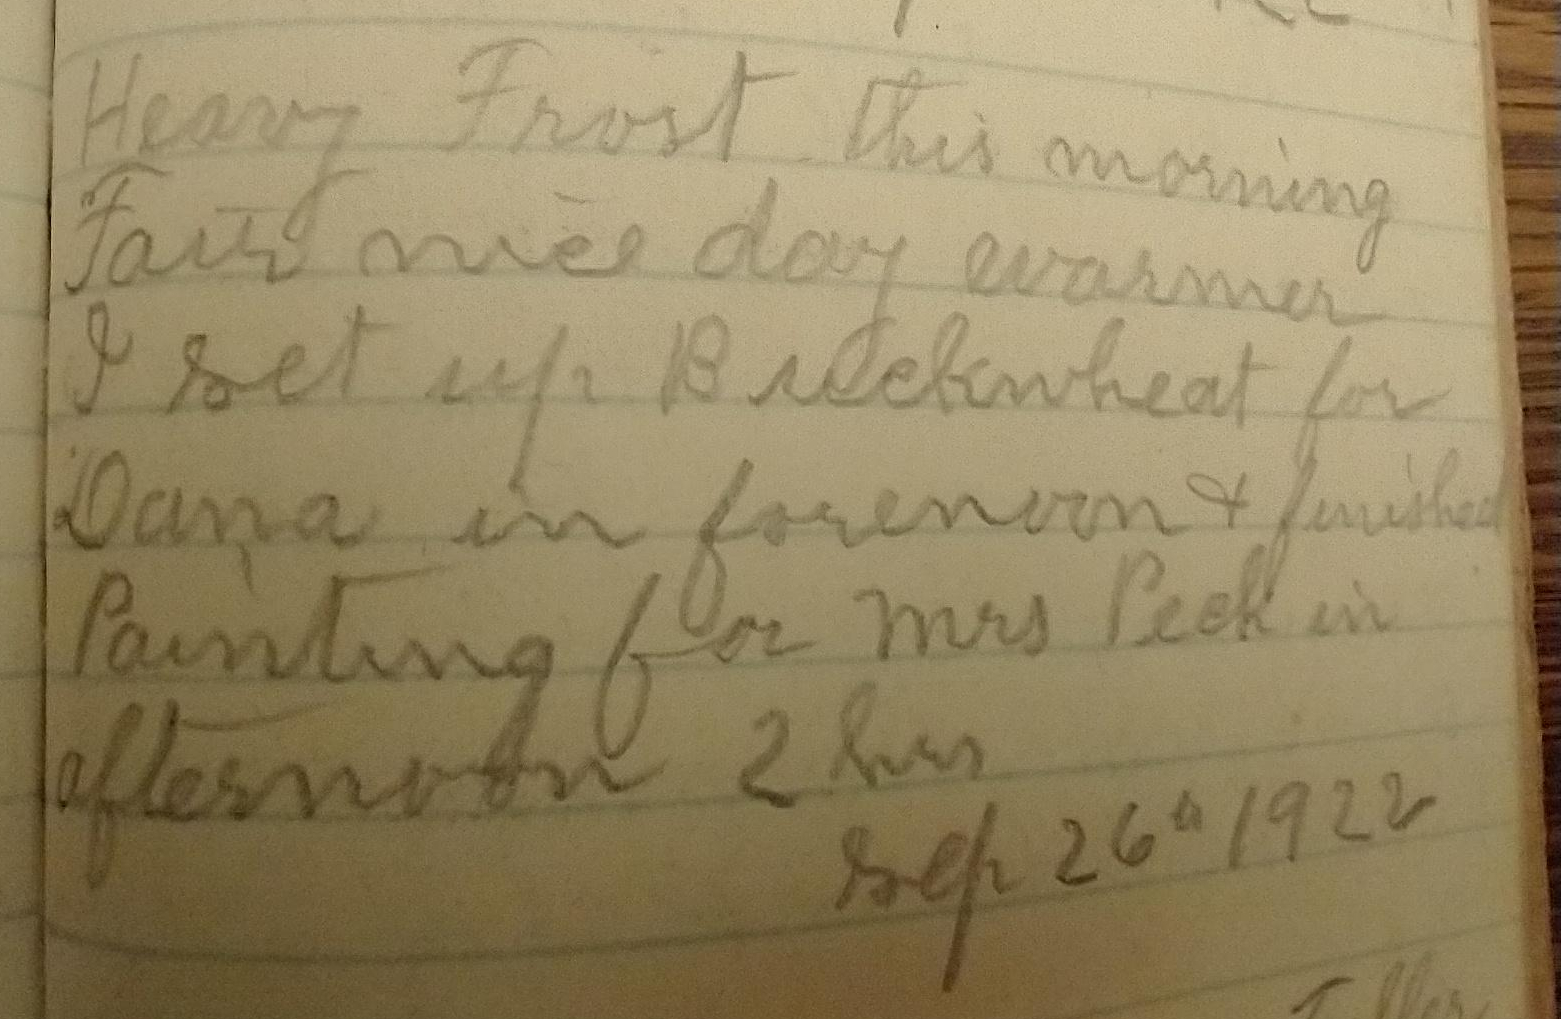 Heavy Frost this morning
Fair nice day warmer
I set up Buckwheat for
Dana in forenoon & finished
Painting for Mrs Peck in
afternoon 2 hrs
Sep 26th 1922